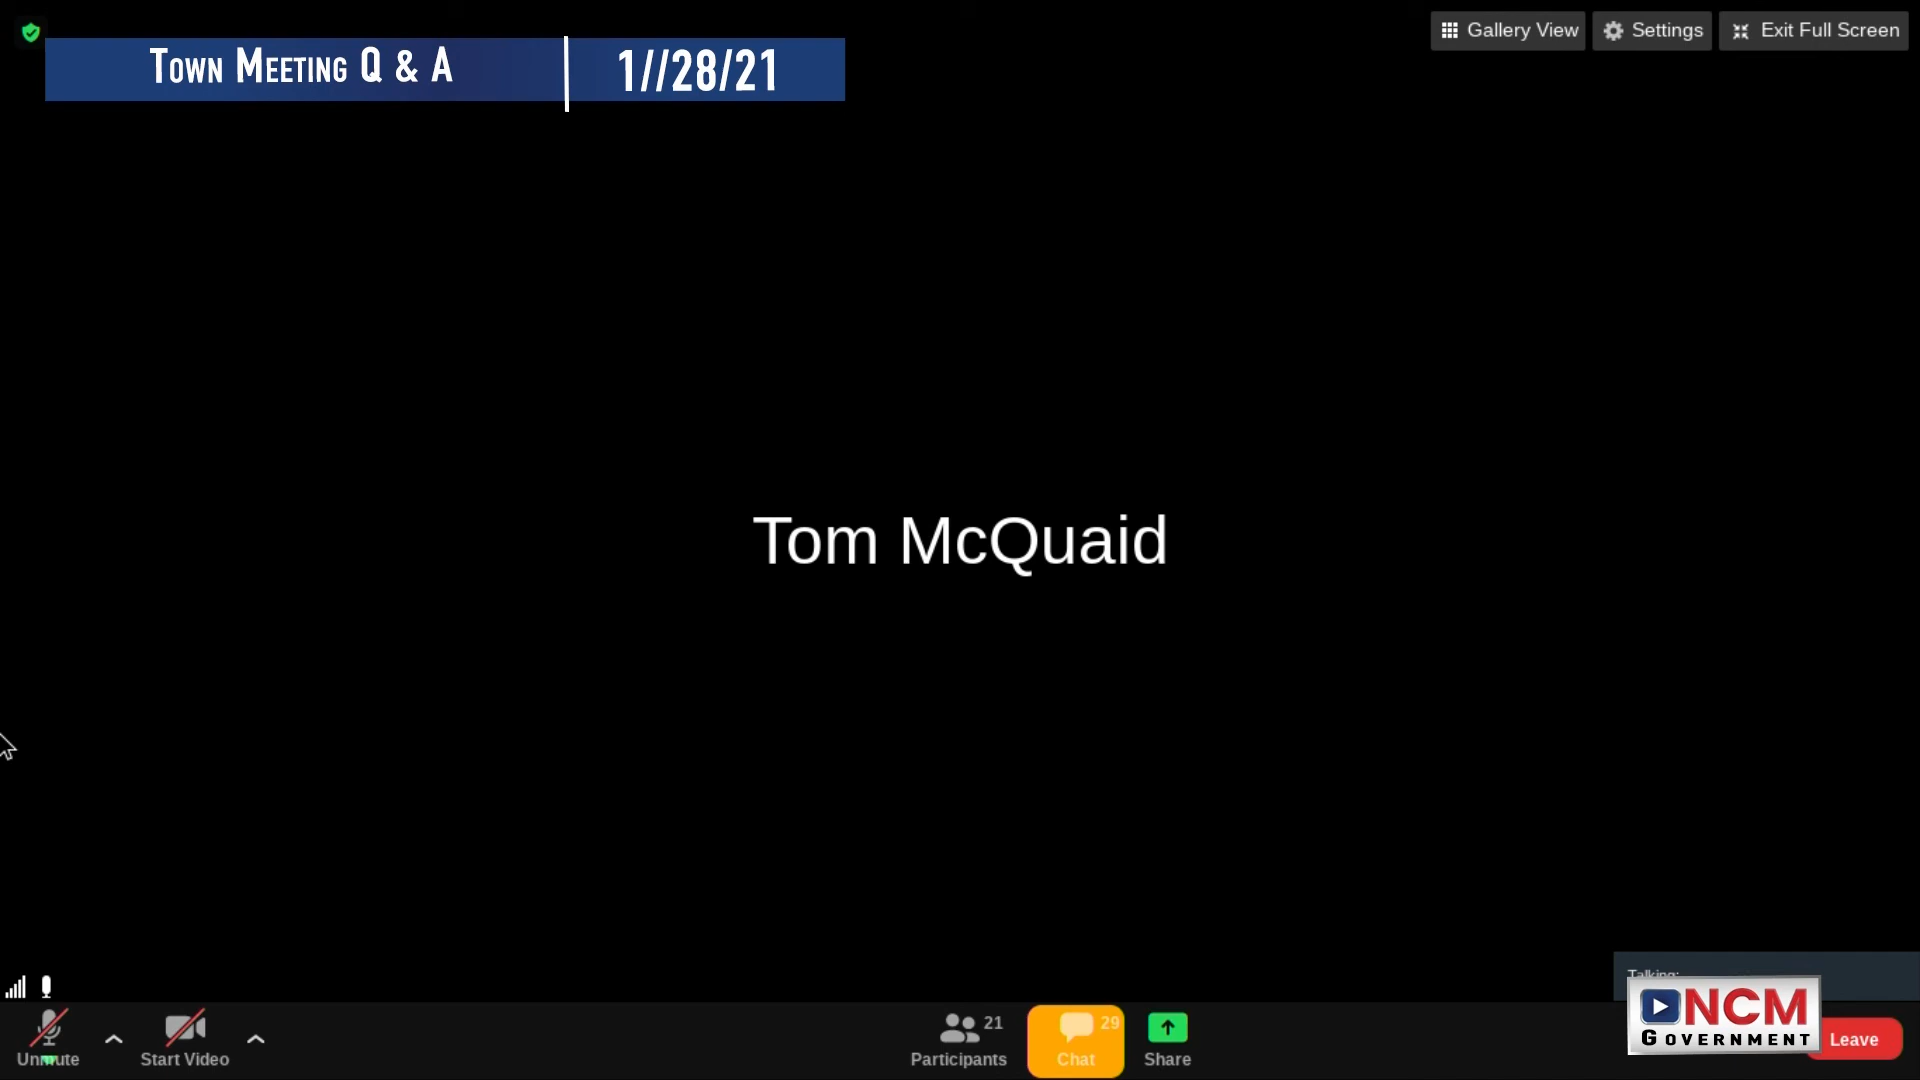 Town Meeting Q & A
1//28/21
Gallery View
Settings
Exit Full Screen
Tom McQuaid
Talking:
Unmute
Start Video
21
Participants
29
Chat
Share
NCM
Government
Leave